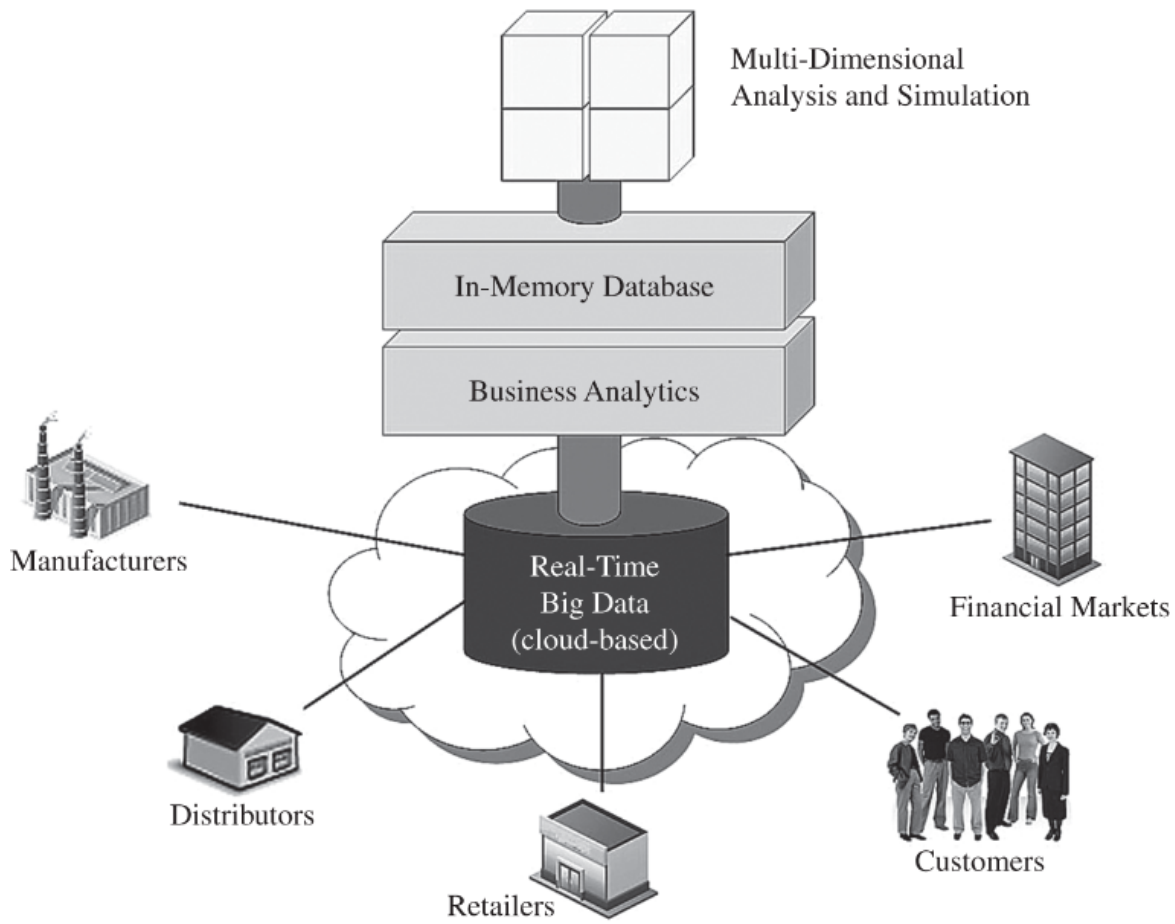 Multi-Dimensional
Analysis and Simulation
In-Memory Database
Business Analytics
Manufacturers
Real-Time
Big Data
(cloud-based)
Financial Markets
Distributors
Customers
Retailers